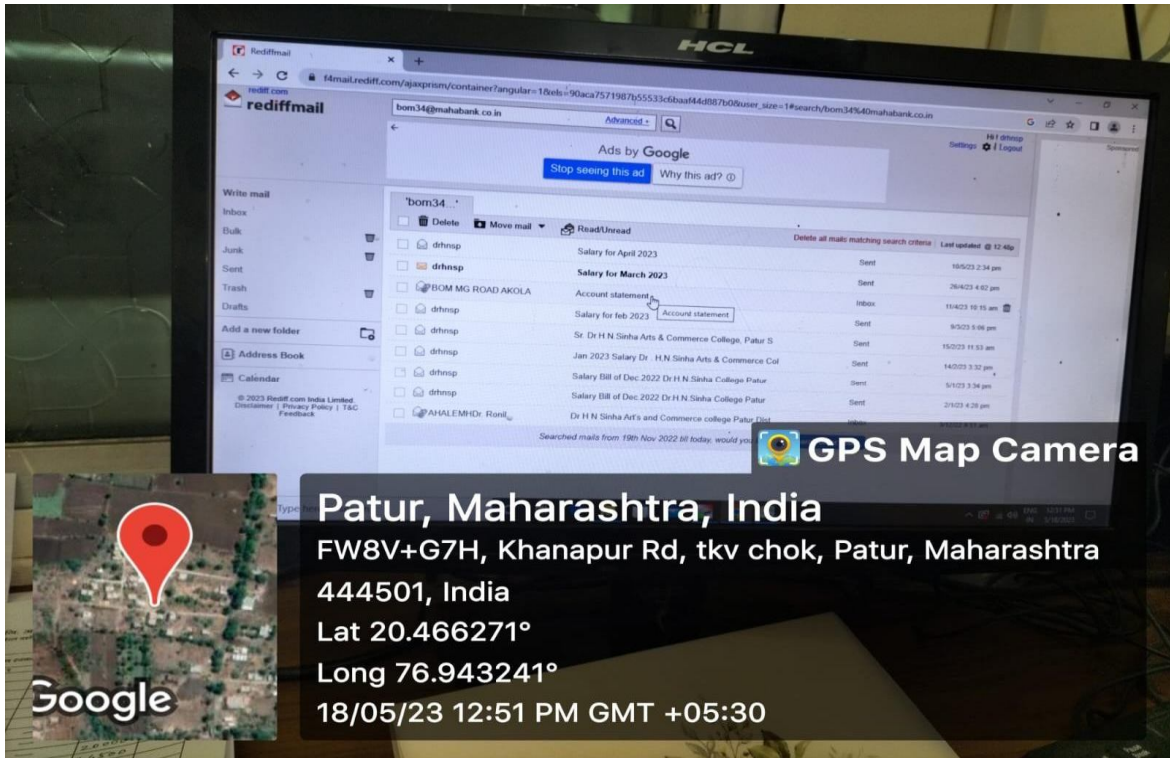 HCL
Rediffmail
f4mail.rediff.com/ajaxprism/container?angular=1&els=90aca7571987b55533c6baaf44d887b0&user_size=1#search/bom34%40mahabank.co.in
rediff.com
rediffmail
bom34@mahabank.co.in
Advanced
Hi ! drhnsp
Settings | Logout
Ads by Google
Sponsored
Stop seeing this ad Why this ad?
Write mail
Inbox
Bulk
Junk
Sent
Trash
Drafts
Add a new folder
Address Book
Calendar
© 2023 Rediff.com India Limited.
Disclaimer | Privacy Policy | T&C
Feedback
'bom34...'
Delete Move mail Read/Unread Delete all mails matching search criteria Last updated @ 12:48p
drhnsp Salary for April 2023 Sent 10/5/23 2:34 pm
drhnsp Salary for March 2023 Sent 26/4/23 4:02 pm
BOM MG ROAD AKOLA Account statement Inbox 11/4/23 10:15 am
Account statement
drhnsp Salary for feb 2023 Sent 9/3/23 5:06 pm
drhnsp Sr. Dr.H.N.Sinha Arts & Commerce College, Patur S Sent 15/2/23 11:53 am
drhnsp Jan 2023 Salary Dr . H.N.Sinha Arts & Commerce Col Sent 14/2/23 3:32 pm
drhnsp Salary Bill of Dec.2022 Dr.H.N.Sinha College Patur Sent 5/1/23 3:34 pm
drhnsp Salary Bill of Dec.2022 Dr.H.N.Sinha College Patur Sent 2/1/23 4:28 pm
AHALEMHDr. Ronil Dr H N Sinha Art's and Commerce college Patur Dist
Searched mails from 19th Nov 2022 till today, would you
Type
GPS Map Camera
Patur, Maharashtra, India
FW8V+G7H, Khanapur Rd, tkv chok, Patur, Maharashtra
444501, India
Lat 20.466271°
Long 76.943241°
18/05/23 12:51 PM GMT +05:30
Google